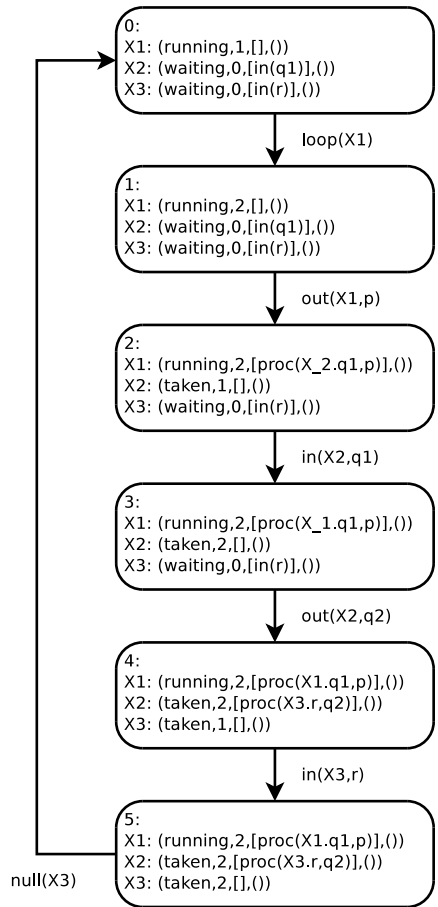 0:
X1: (running,1,[],())
X2: (waiting,0,[in(q1)],())
X3: (waiting,0,[in(r)],())
loop(X1)
1:
X1: (running,2,[],())
X2: (waiting,0,[in(q1)],())
X3: (waiting,0,[in(r)],())
out(X1,p)
2:
X1: (running,2,[proc(X_2.q1,p)],())
X2: (taken,1,[],())
X3: (waiting,0,[in(r)],())
in(X2,q1)
3:
X1: (running,2,[proc(X_1.q1,p)],())
X2: (taken,2,[],())
X3: (waiting,0,[in(r)],())
out(X2,q2)
4:
X1: (running,2,[proc(X1.q1,p)],())
X2: (taken,2,[proc(X3.r,q2)],())
X3: (taken,1,[],())
in(X3,r)
5:
X1: (running,2,[proc(X1.q1,p)],())
X2: (taken,2,[proc(X3.r,q2)],())
X3: (taken,2,[],())
null(X3)